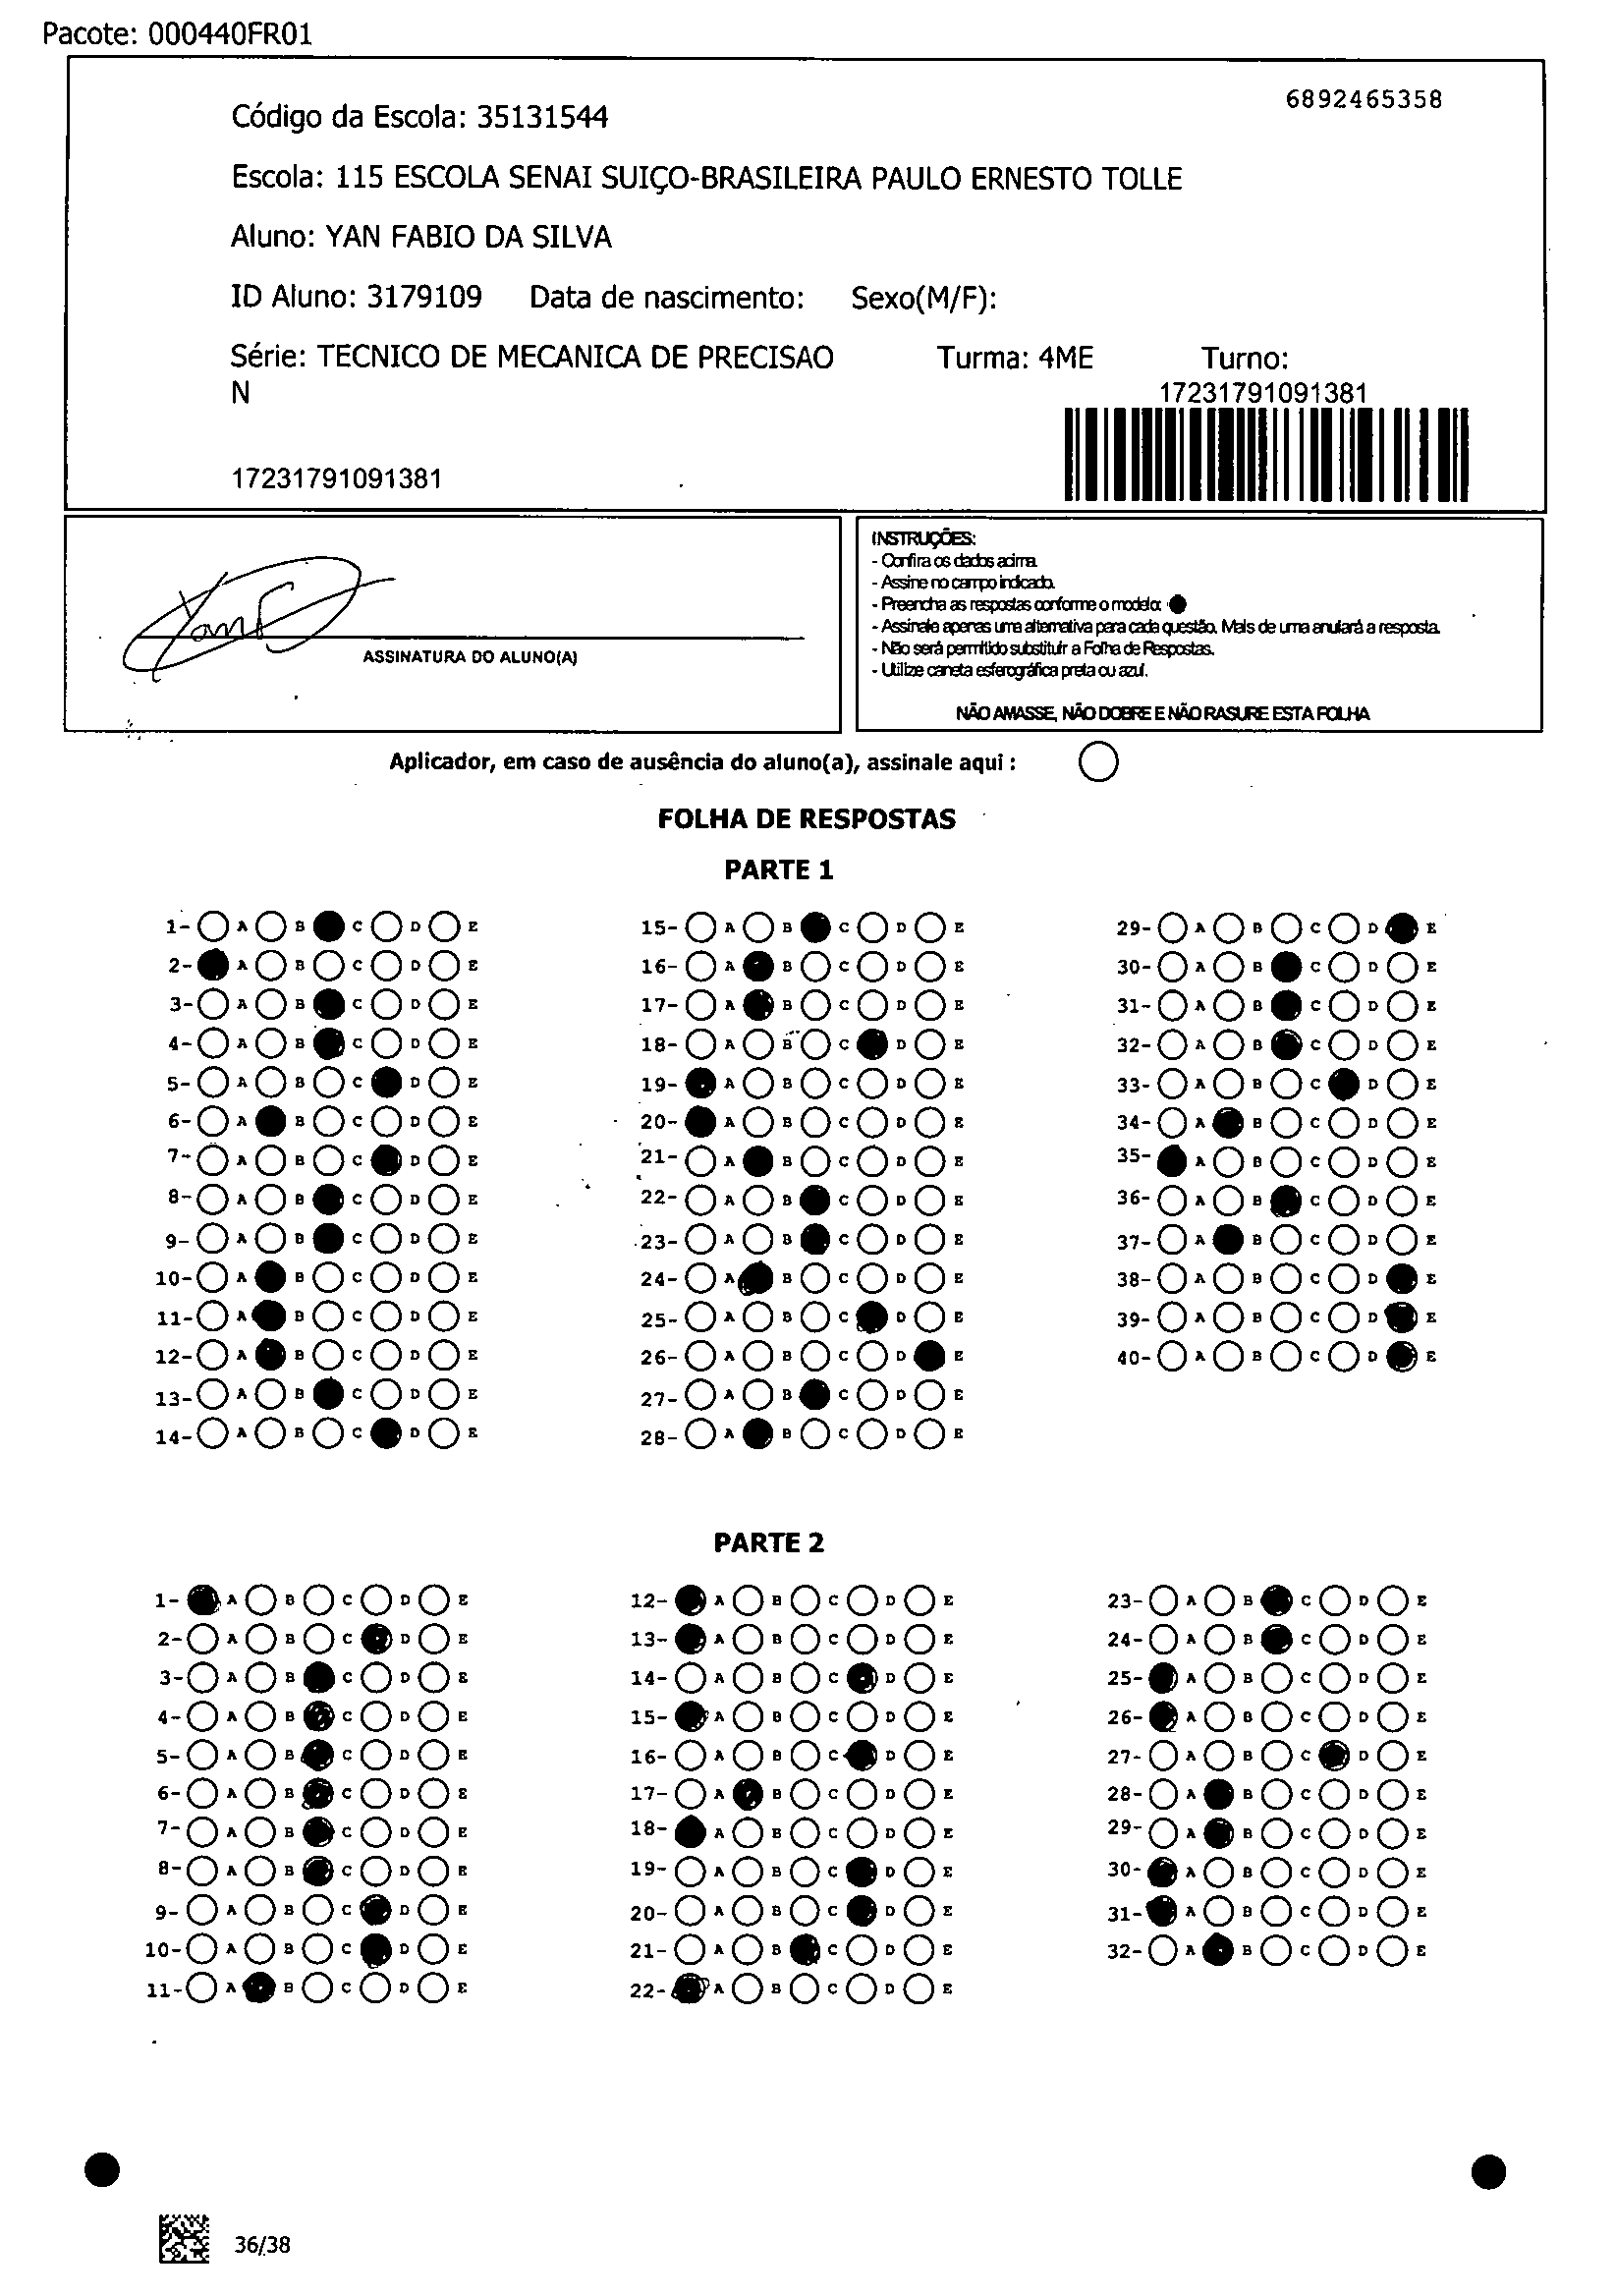 Pacote: 000440FR01
6892465358
Código da Escola: 35131544
Escola: 115 ESCOLA SENAI SUIÇO-BRASILEIRA PAULO ERNESTO TOLLE
Aluno: YAN FABIO DA SILVA
ID Aluno: 3179109 Data de nascimento: Sexo(M/F):
Série: TECNICO DE MECANICA DE PRECISAO Turma: 4ME Turno:
N
17231791091381
17231791091381
Yan F
ASSINATURA DO ALUNO(A)
INSTRUÇÕES:
- Confira os dados acima.
- Assine no campo indicado.
- Preencha as respostas conforme o modelo:
- Assinale apenas uma alternativa para cada questão. Mais de uma anulará a resposta.
- Não será permitido substituir a Folha de Respostas.
- Utilize caneta esferográfica preta ou azul.
NÃO AMASSE, NÃO DOBRE E NÃO RASURE ESTA FOLHA
Aplicador, em caso de ausência do aluno(a), assinale aqui :
FOLHA DE RESPOSTAS
PARTE 1
1- A B C D E
2- A B C D E
3- A B C D E
4- A B C D E
5- A B C D E
6- A B C D E
7- A B C D E
8- A B C D E
9- A B C D E
10- A B C D E
11- A B C D E
12- A B C D E
13- A B C D E
14- A B C D E
15- A B C D E
16- A B C D E
17- A B C D E
18- A B C D E
19- A B C D E
20- A B C D E
21- A B C D E
22- A B C D E
23- A B C D E
24- A B C D E
25- A B C D E
26- A B C D E
27- A B C D E
28- A B C D E
29- A B C D E
30- A B C D E
31- A B C D E
32- A B C D E
33- A B C D E
34- A B C D E
35- A B C D E
36- A B C D E
37- A B C D E
38- A B C D E
39- A B C D E
40- A B C D E
PARTE 2
1- A B C D E
2- A B C D E
3- A B C D E
4- A B C D E
5- A B C D E
6- A B C D E
7- A B C D E
8- A B C D E
9- A B C D E
10- A B C D E
11- A B C D E
12- A B C D E
13- A B C D E
14- A B C D E
15- A B C D E
16- A B C D E
17- A B C D E
18- A B C D E
19- A B C D E
20- A B C D E
21- A B C D E
22- A B C D E
23- A B C D E
24- A B C D E
25- A B C D E
26- A B C D E
27- A B C D E
28- A B C D E
29- A B C D E
30- A B C D E
31- A B C D E
32- A B C D E
36/38